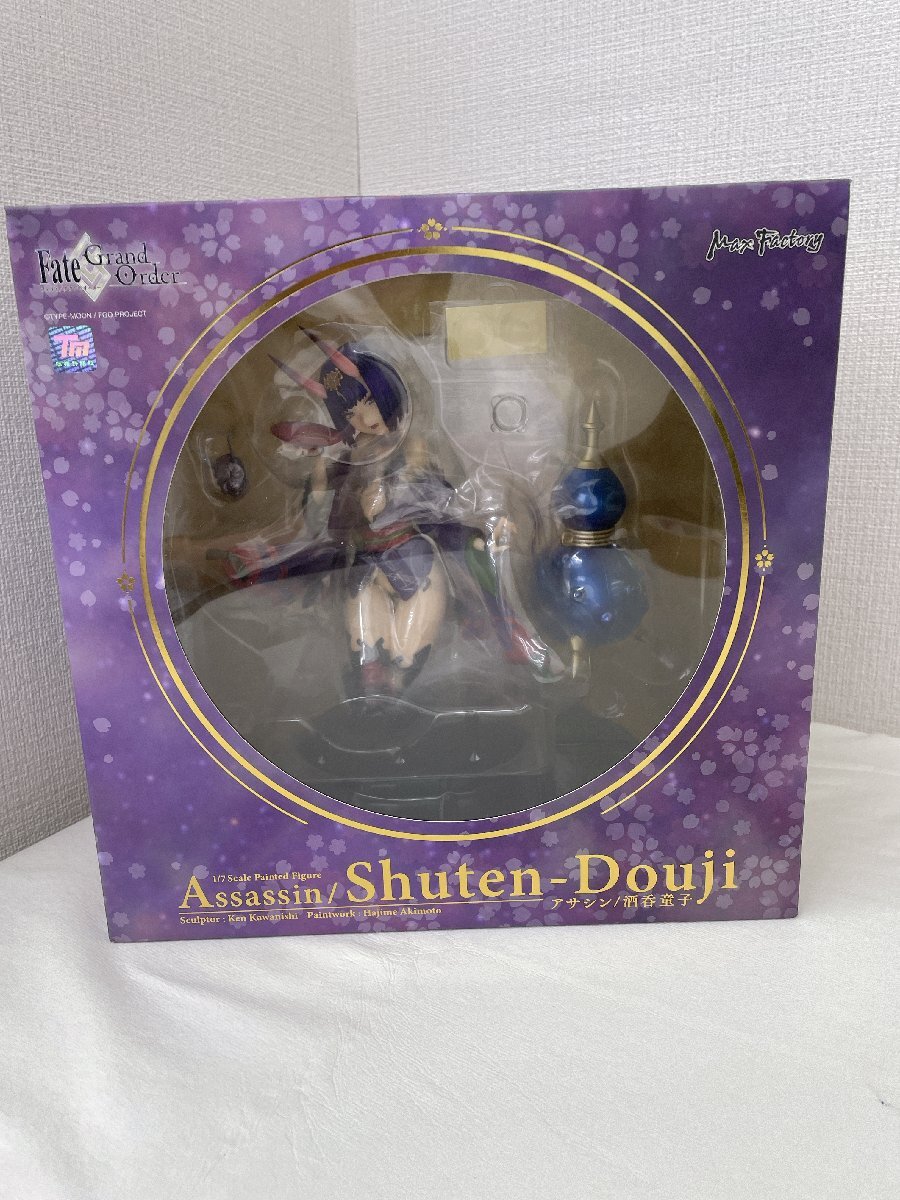 Fate Grand Order
Max Factory
©TYPE-MOON / FGO PROJECT
TM
1/7 Scale Painted Figure
Assassin/Shuten-Douji
アサシン/酒呑童子
Sculptor : Ken Kawanishi Paintwork : Hajime Akimoto